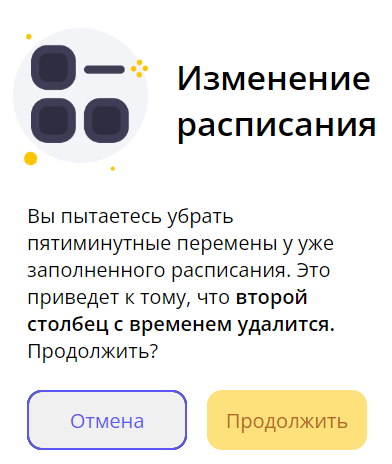 Изменение
расписания
Вы пытаетесь убрать
пятиминутные перемены у уже
заполненного расписания. Это
приведет к тому, что второй
столбец с временем удалится.
Продолжить?
Отмена
Продолжить